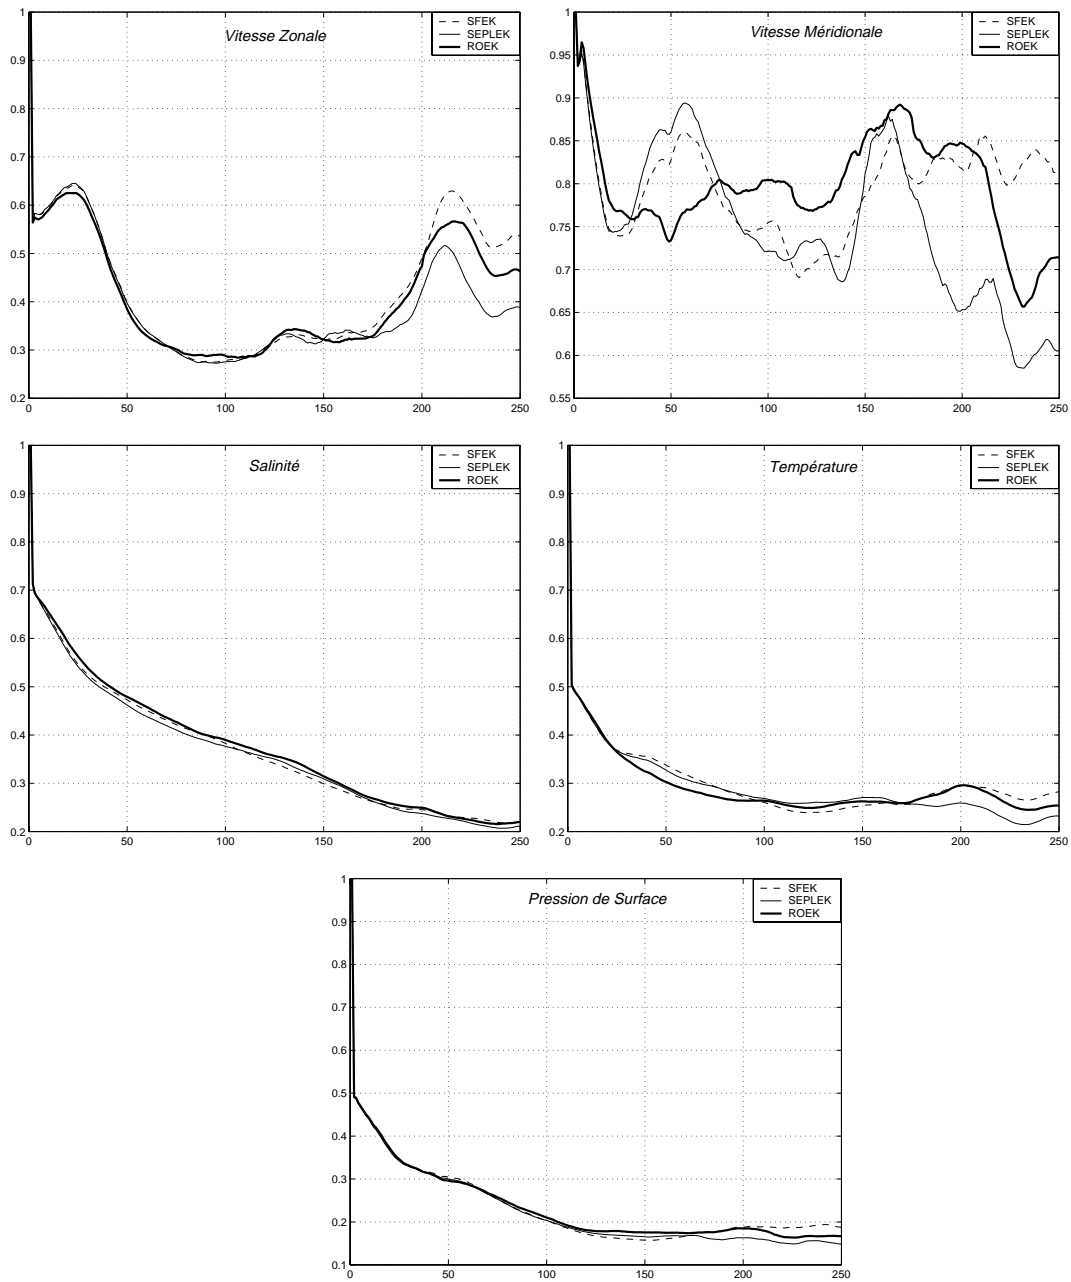 Vitesse Zonale
SFEK
SEPLEK
ROEK
1
0.9
0.8
0.7
0.6
0.5
0.4
0.3
0.2
0 50 100 150 200 250
Vitesse Méridionale
SFEK
SEPLEK
ROEK
1
0.95
0.9
0.85
0.8
0.75
0.7
0.65
0.6
0.55
0 50 100 150 200 250
Salinité
SFEK
SEPLEK
ROEK
1
0.9
0.8
0.7
0.6
0.5
0.4
0.3
0.2
0 50 100 150 200 250
Température
SFEK
SEPLEK
ROEK
1
0.9
0.8
0.7
0.6
0.5
0.4
0.3
0.2
0 50 100 150 200 250
Pression de Surface
SFEK
SEPLEK
ROEK
1
0.9
0.8
0.7
0.6
0.5
0.4
0.3
0.2
0.1
0 50 100 150 200 250